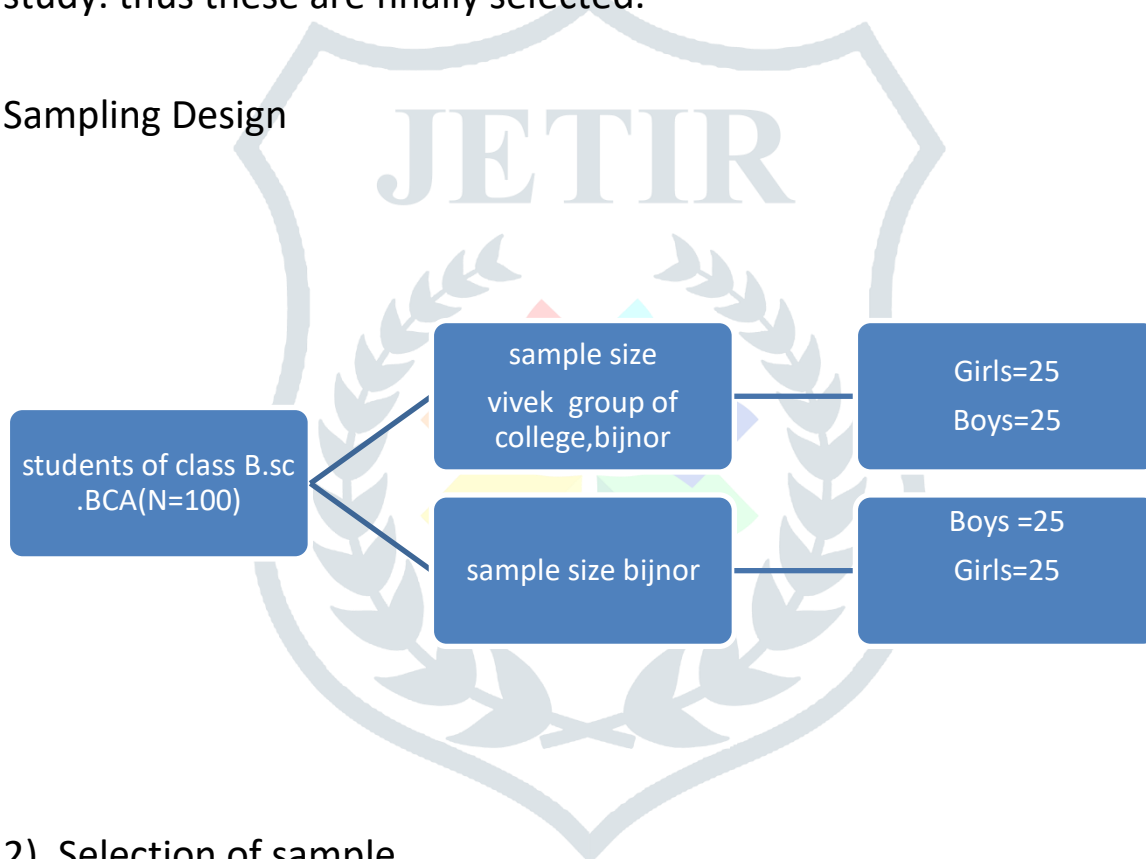 study. thus these are finally selected.
Sampling Design
JETIR
students of class B.sc
.BCA(N=100)
sample size
vivek group of
college,bijnor
Girls=25
Boys=25
sample size bijnor
Boys =25
Girls=25
2) Selection of sample